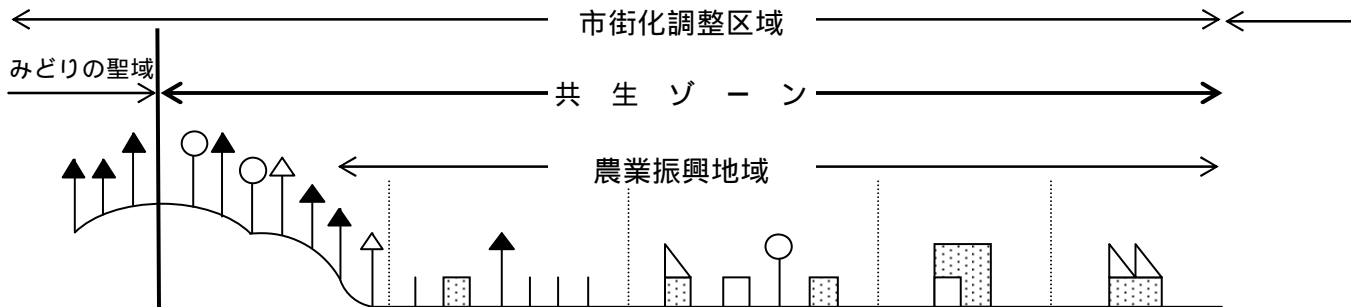 市街化調整区域
みどりの聖域
共 生 ゾ ー ン
農業振興地域